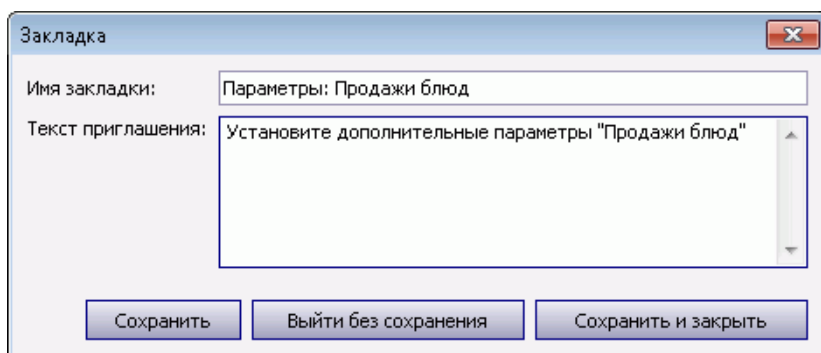 Закладка
Имя закладки: Параметры: Продажи блюд
Текст приглашения: Установите дополнительные параметры "Продажи блюд"
Сохранить Выйти без сохранения Сохранить и закрыть